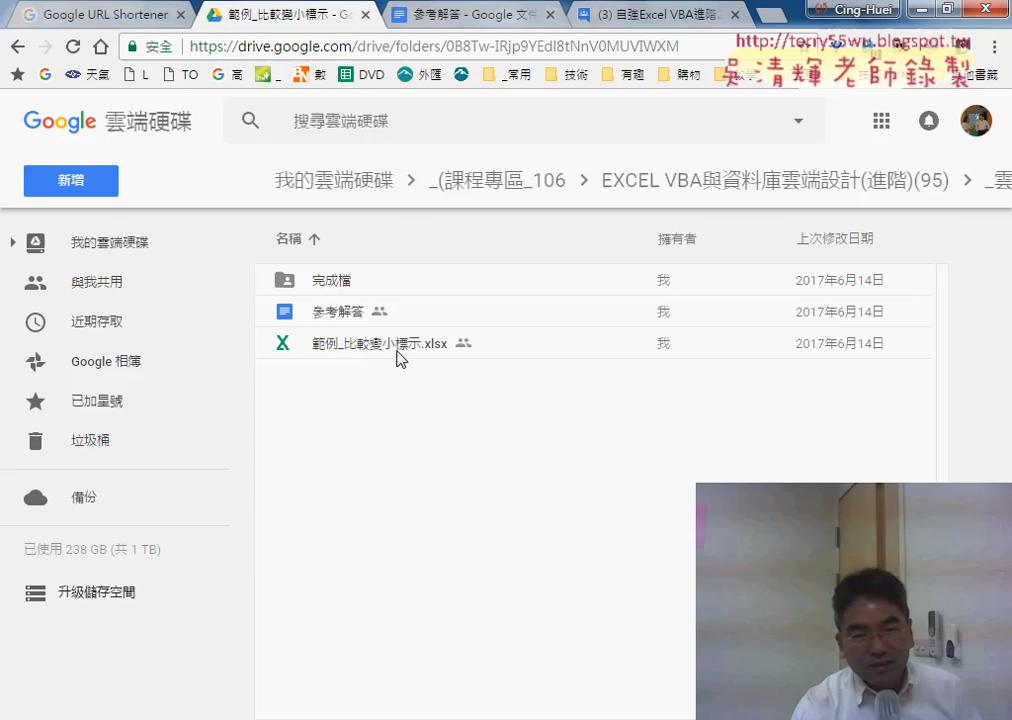 Google URL Shortener
範例_比較變小標示 - Go
參考解答 - Google 文件
(3) 自強Excel VBA進階
Cing-Huei
安全
https://drive.google.com/drive/folders/0B8Tw-IRjp9YEdl8tNnV0MUVIWXM
http://terry55wu.blogspot.tw
吳清輝老師錄製
天氣
L
TO
高
數
DVD
外匯
_常用
技術
有趣
購物
Google 雲端硬碟
搜尋雲端硬碟
新增
我的雲端硬碟 > _(課程專區_106 > EXCEL VBA與資料庫雲端設計(進階)(95) > _雲
我的雲端硬碟
與我共用
近期存取
Google 相簿
已加星號
垃圾桶
備份
已使用 238 GB (共 1 TB)
升級儲存空間
名稱 擁有者 上次修改日期
完成檔 我 2017年6月14日
參考解答 我 2017年6月14日
範例_比較變小標示.xlsx 我 2017年6月14日